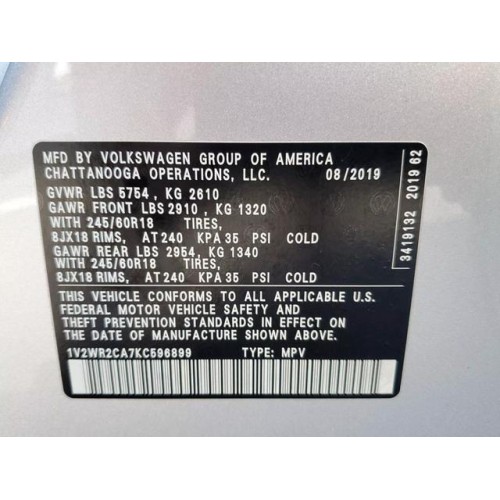 MFD BY VOLKSWAGEN GROUP OF AMERICA
CHATTANOOGA OPERATIONS, LLC. 08/2019
GVWR LBS 5754 , KG 2610
GAWR FRONT LBS 2910 , KG 1320
WITH 245/60R18 TIRES,
8JX18 RIMS, AT 240 KPA 35 PSI COLD
GAWR REAR LBS 2954, KG 1340
WITH 245/60R18 TIRES,
8JX18 RIMS, AT 240 KPA 35 PSI COLD
THIS VEHICLE CONFORMS TO ALL APPLICABLE U.S.
FEDERAL MOTOR VEHICLE SAFETY AND
THEFT PREVENTION STANDARDS IN EFFECT ON
THE DATE OF MANUFACTURE SHOWN ABOVE.
1V2WR2CA7KC596899 TYPE: MPV
3419132 2019 62